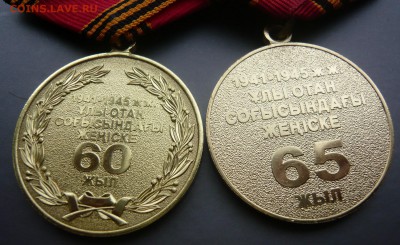 COINS.LAVE.RU
1941-1945 ж.ж.
ҰЛЫ ОТАН
СОҒЫСЫНДАҒЫ
ЖЕҢІСКЕ
60
ЖЫЛ
1941-1945 ж.ж.
ҰЛЫ ОТАН
СОҒЫСЫНДАҒЫ
ЖЕҢІСКЕ
65
ЖЫЛ